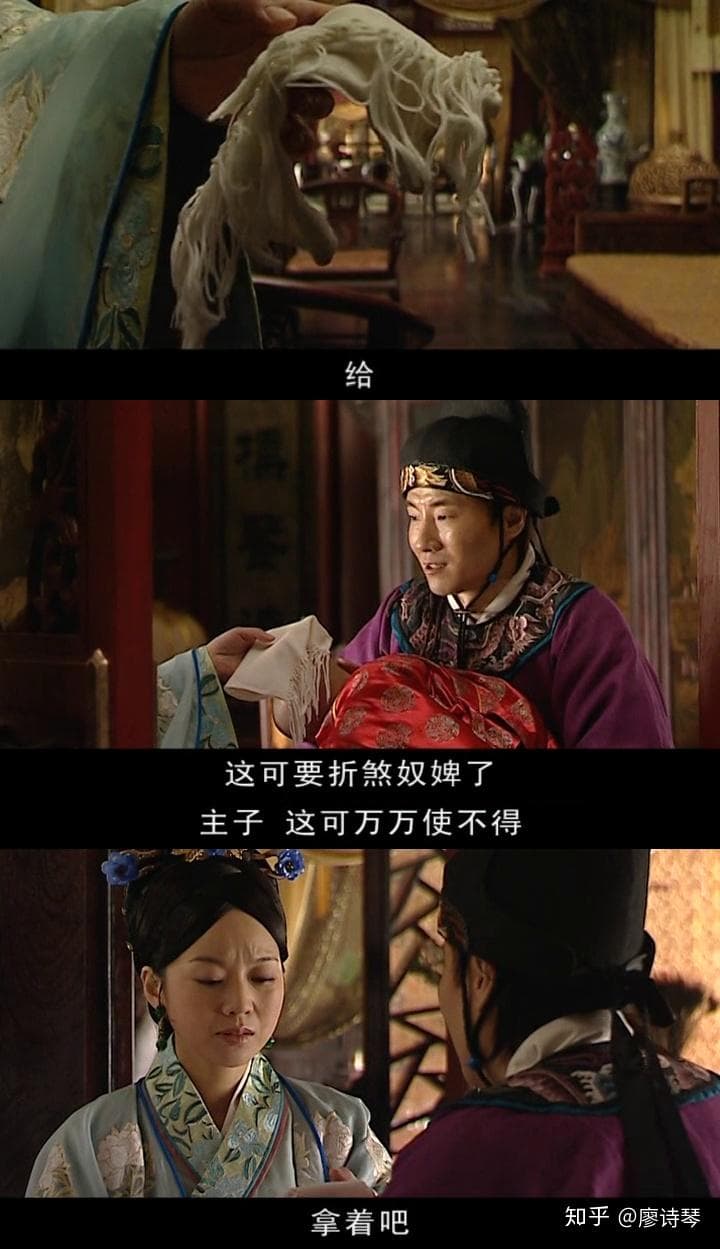 给
这可要折煞奴婢了
主子 这可万万使不得
拿着吧
知乎 @廖诗琴